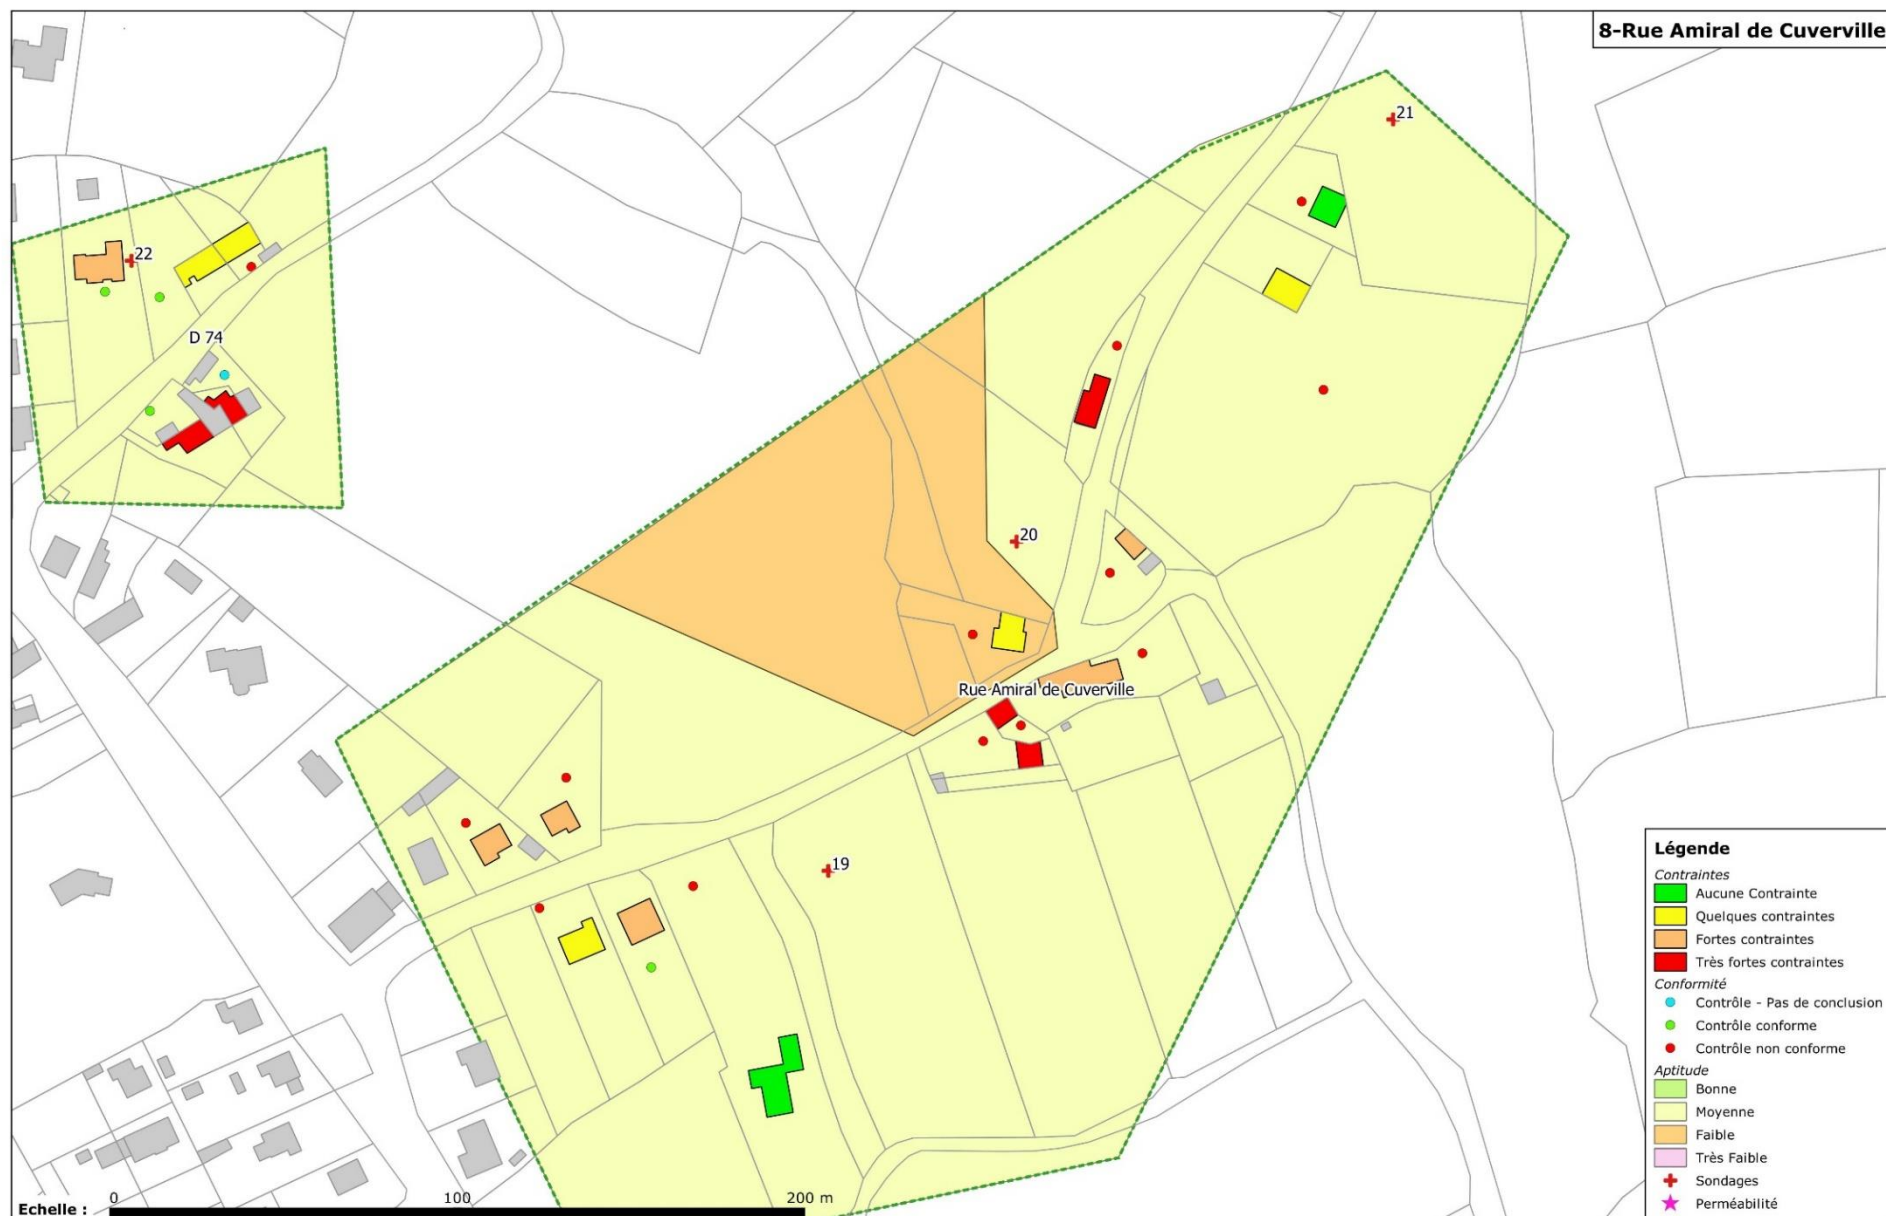 8-Rue Amiral de Cuverville
21
22
D 74
20
Rue Amiral de Cuverville
19
Légende
Contraintes
Aucune Contrainte
Quelques contraintes
Fortes contraintes
Très fortes contraintes
Conformité
Contrôle - Pas de conclusion
Contrôle conforme
Contrôle non conforme
Aptitude
Bonne
Moyenne
Faible
Très Faible
Sondages
Perméabilité
0 100 200 m
Echelle :